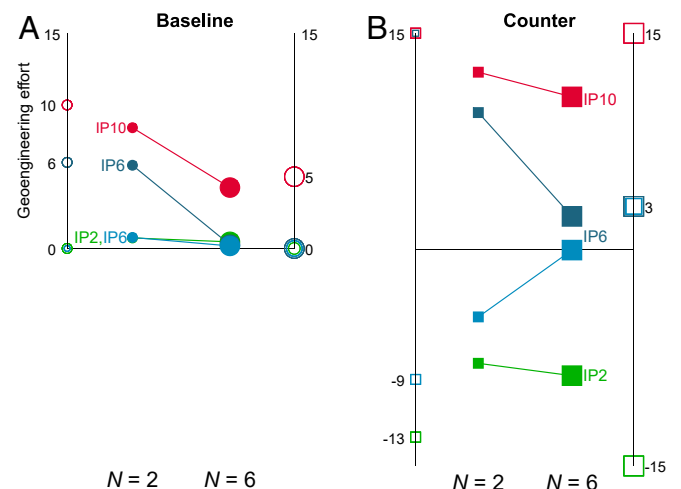 A
Baseline
B
Counter
15
15
15
15
Geoengineering effort
10
IP10
IP10
6
IP6
5
3
IP2,IP6
IP6
0
0
-9
IP2
-13
-15
N = 2
N = 6
N = 2
N = 6